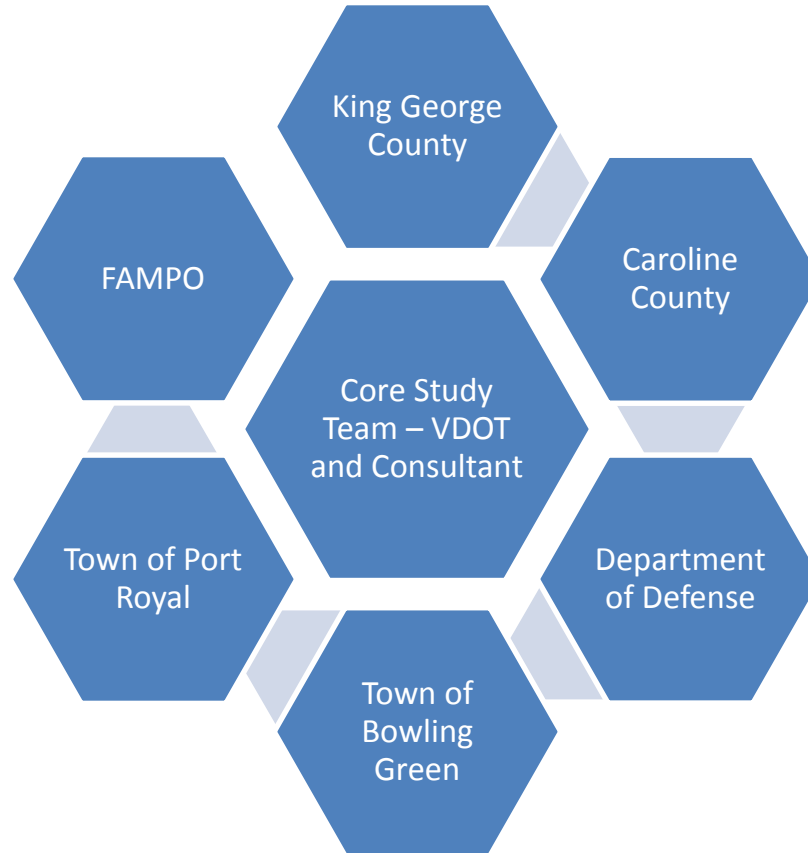 King George
County
Caroline
County
Department
of Defense
Town of
Bowling
Green
Town of Port
Royal
FAMPO
Core Study
Team – VDOT
and Consultant